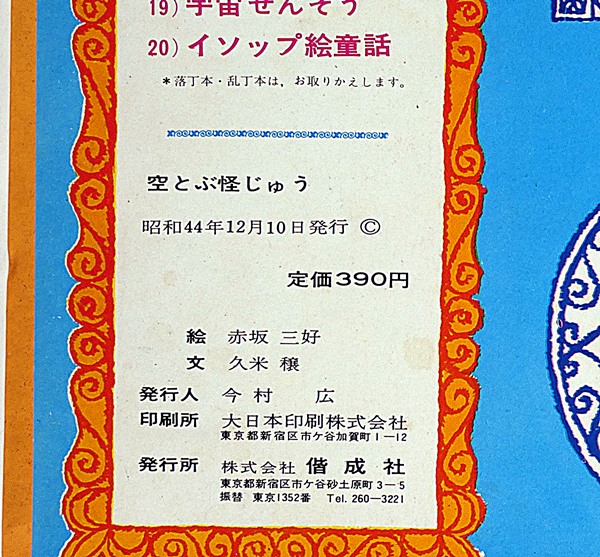 19) 宇宙せんそう
20) イソップ絵童話
*落丁本・乱丁本は, お取りかえします。
空とぶ怪じゅう
昭和44年12月10日発行 ©
定価390円
絵 赤坂 三好
文 久米 穣
発行人 今村 広
印刷所 大日本印刷株式会社
東京都新宿区市ケ谷加賀町1-12
発行所 株式会社 偕成社
東京都新宿区市ケ谷砂土原町3-5
振替 東京1352番 Tel. 260-3221